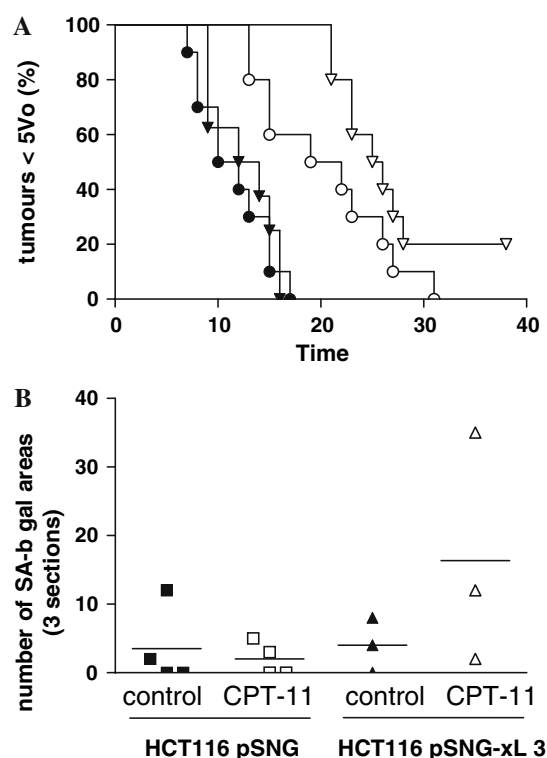 A
tumours < 5Vo (%)
100
80
60
40
20
0
0
10
20
30
40
Time
B
number of SA-b gal areas
(3 sections)
40
30
20
10
0
control
CPT-11
control
CPT-11
HCT116 pSNG
HCT116 pSNG-xL 3